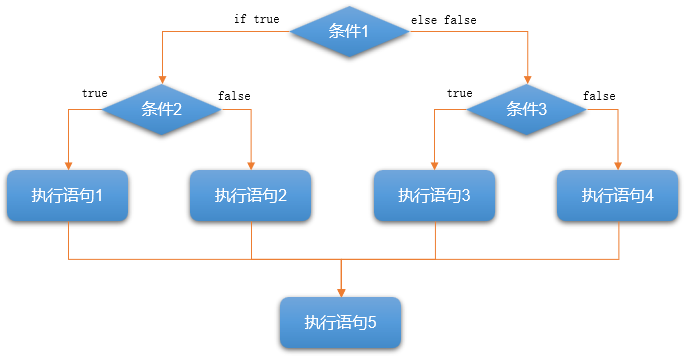 条件1
if true
else false
条件2
true
false
条件3
true
false
执行语句1
执行语句2
执行语句3
执行语句4
执行语句5